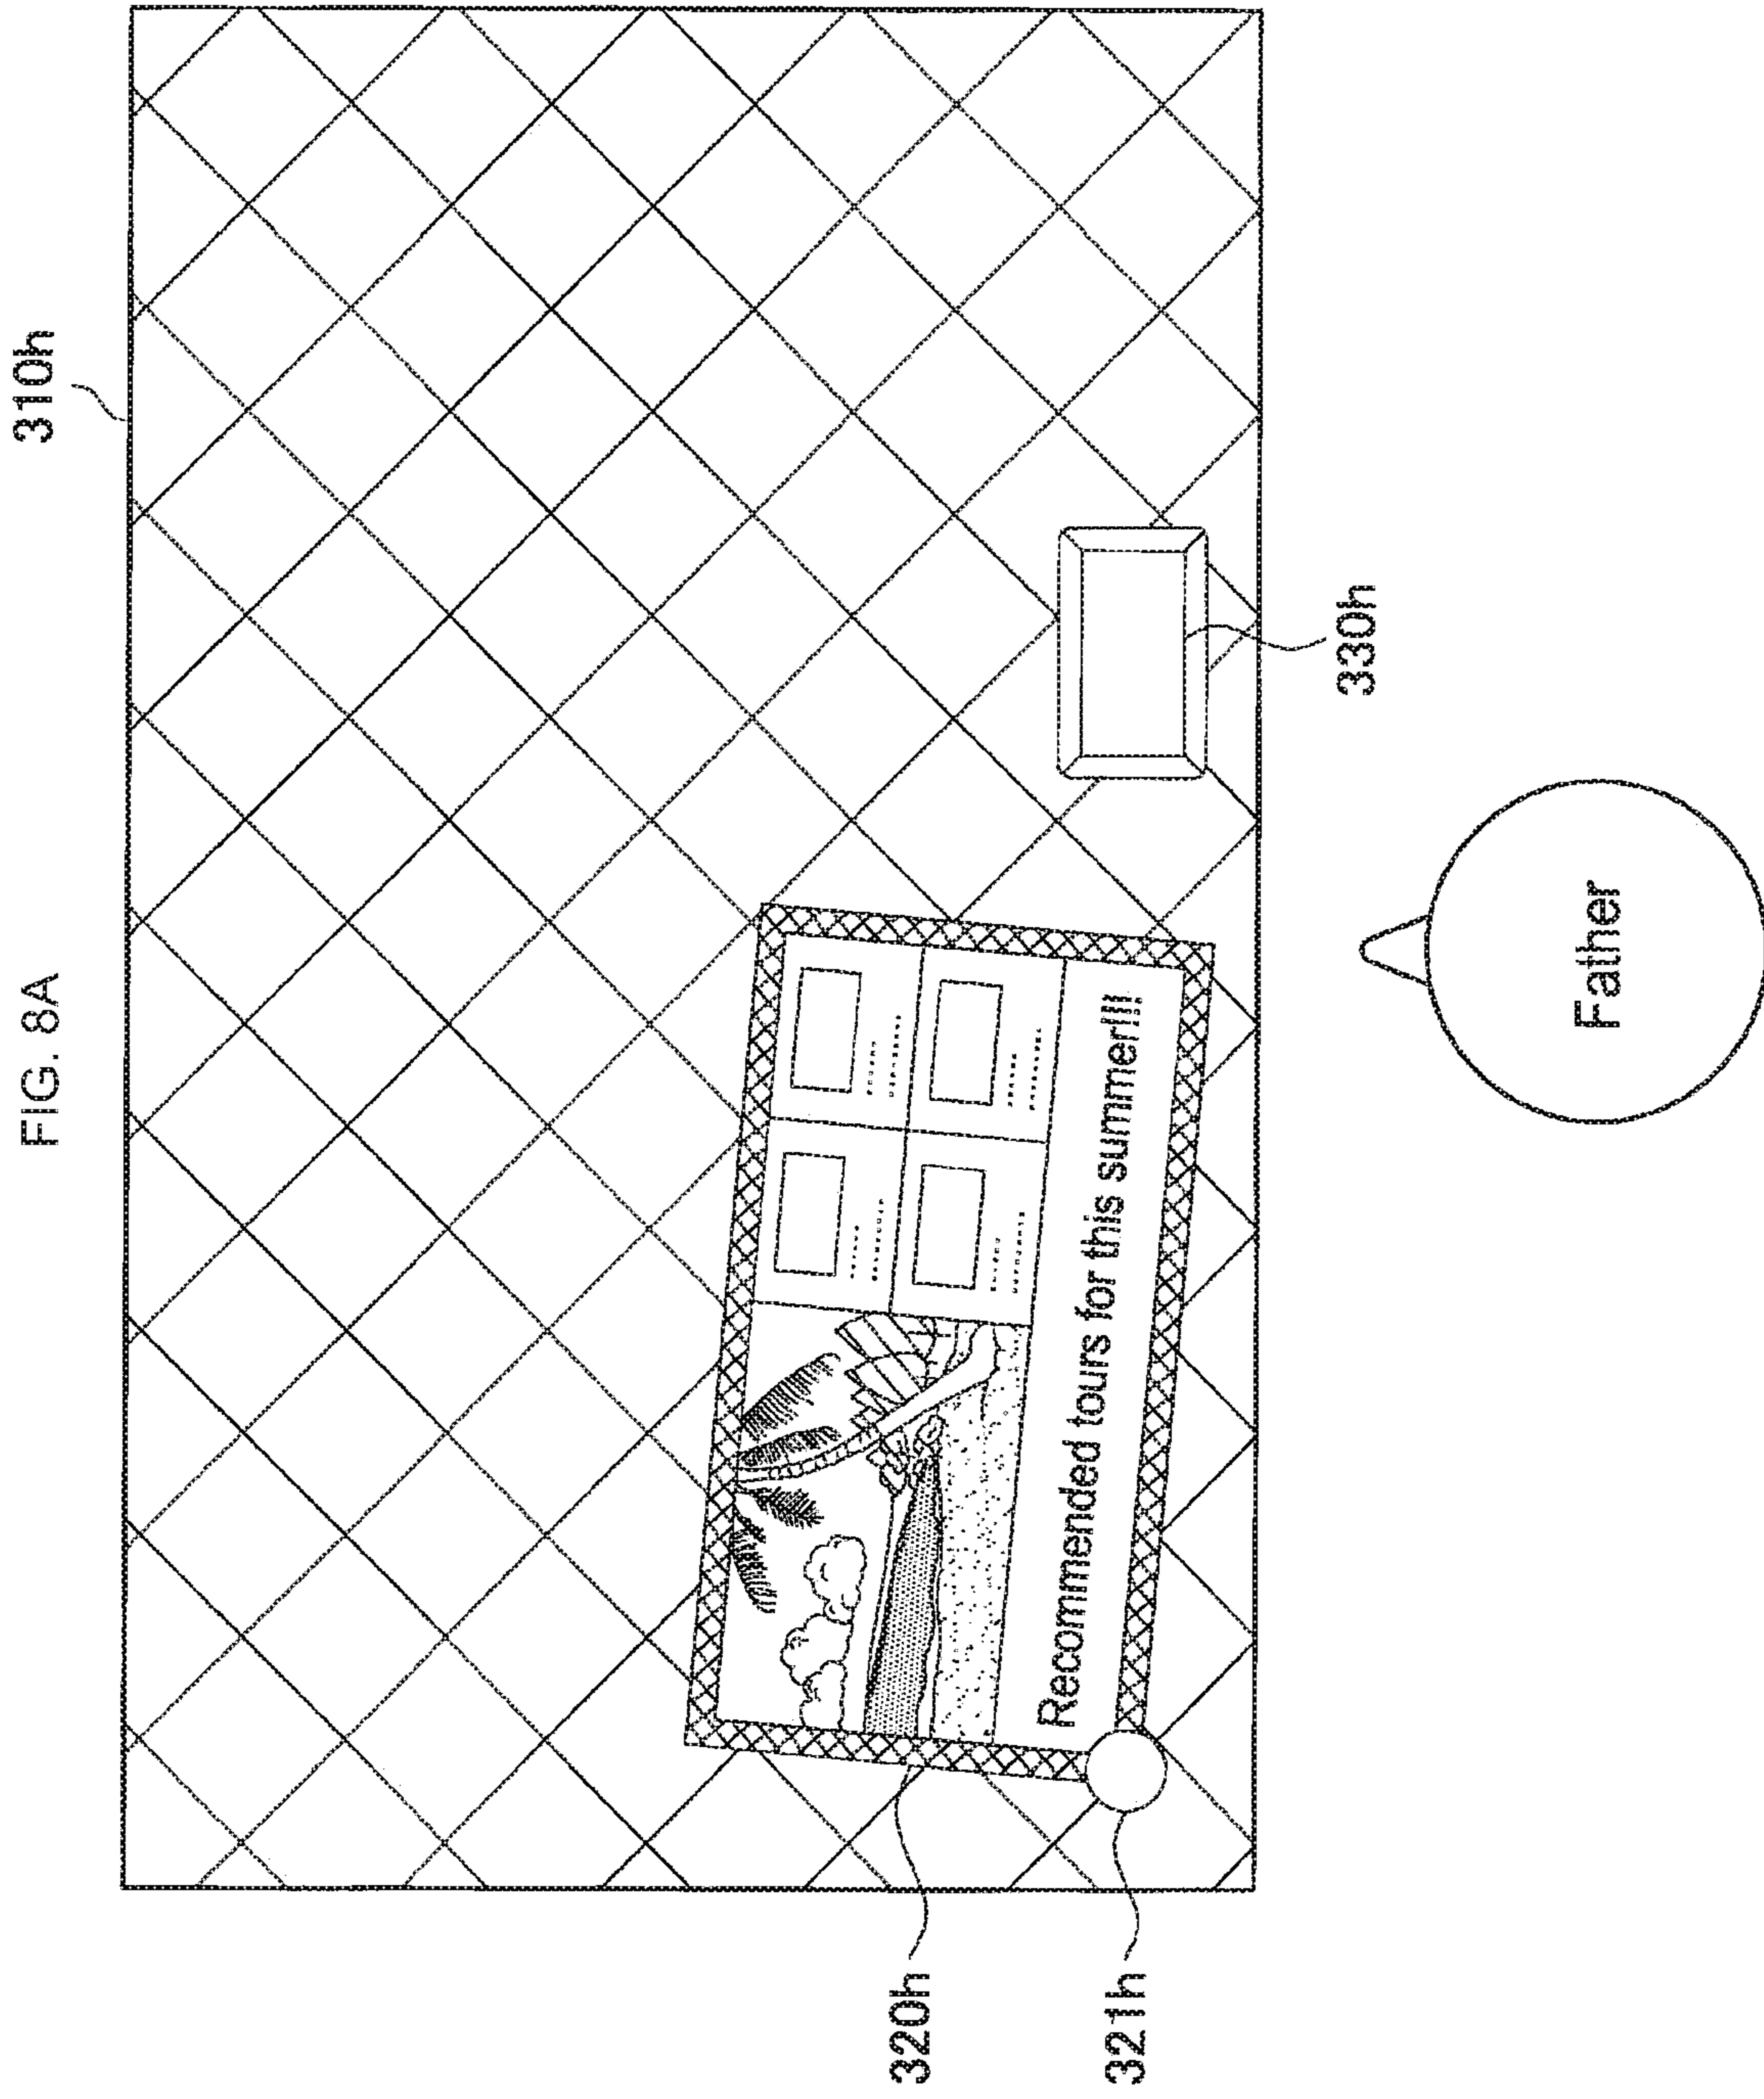 FIG. 8A
310h
320h
Recommended tours for this summer!!!
321h
330h
Father